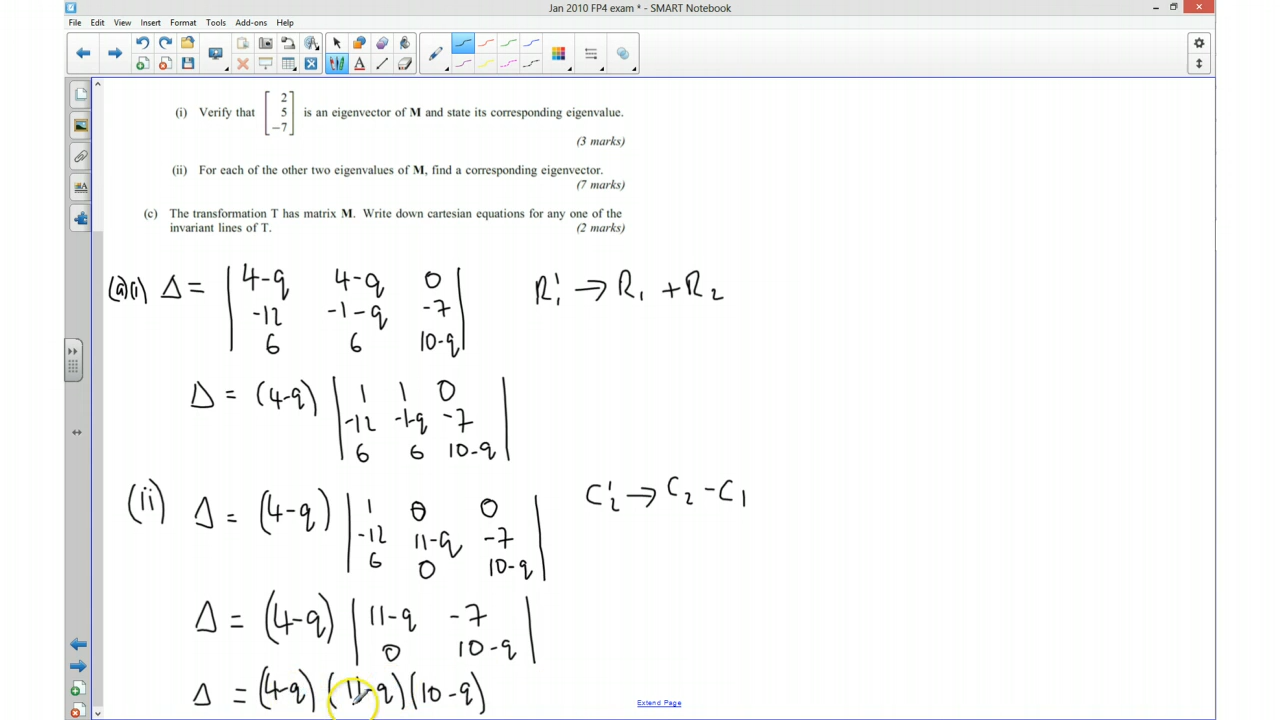 Jan 2010 FP4 exam * - SMART Notebook
File Edit View Insert Format Tools Add-ons Help
(i) Verify that [ 2 5 −7 ] is an eigenvector of M and state its corresponding eigenvalue.
(3 marks)
(ii) For each of the other two eigenvalues of M, find a corresponding eigenvector.
(7 marks)
(c) The transformation T has matrix M. Write down cartesian equations for any one of the
invariant lines of T.
(2 marks)
(a)(i) Δ = | 4-q 4-q 0 |
-12 -1-q -7
6 6 10-q
R₁' → R₁ + R₂
Δ = (4-q) | 1 1 0 |
-12 -1-q -7
6 6 10-q
(ii) Δ = (4-q) | 1 0 0 |
-12 11-q -7
6 0 10-q
C₂' → C₂ - C₁
Δ = (4-q) | 11-q -7 |
0 10-q
Δ = (4-q) (11-q) (10-q)
Extend Page